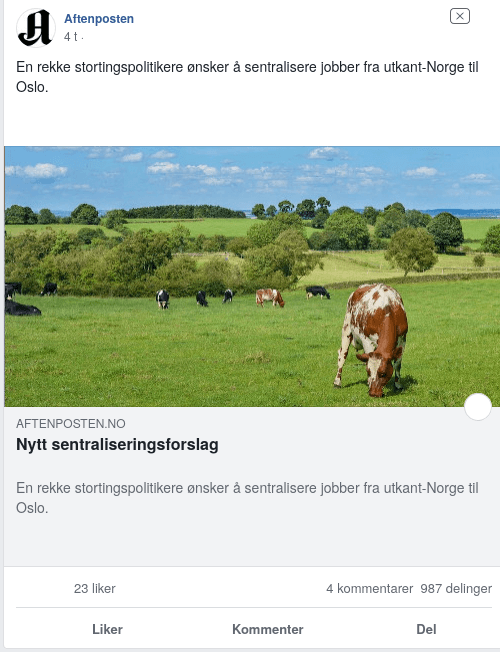 Aftenposten
4 t ·
En rekke stortingspolitikere ønsker å sentralisere jobber fra utkant-Norge til
Oslo.
AFTENPOSTEN.NO
Nytt sentraliseringsforslag
En rekke stortingspolitikere ønsker å sentralisere jobber fra utkant-Norge til
Oslo.
23 liker 4 kommentarer 987 delinger
Liker Kommenter Del